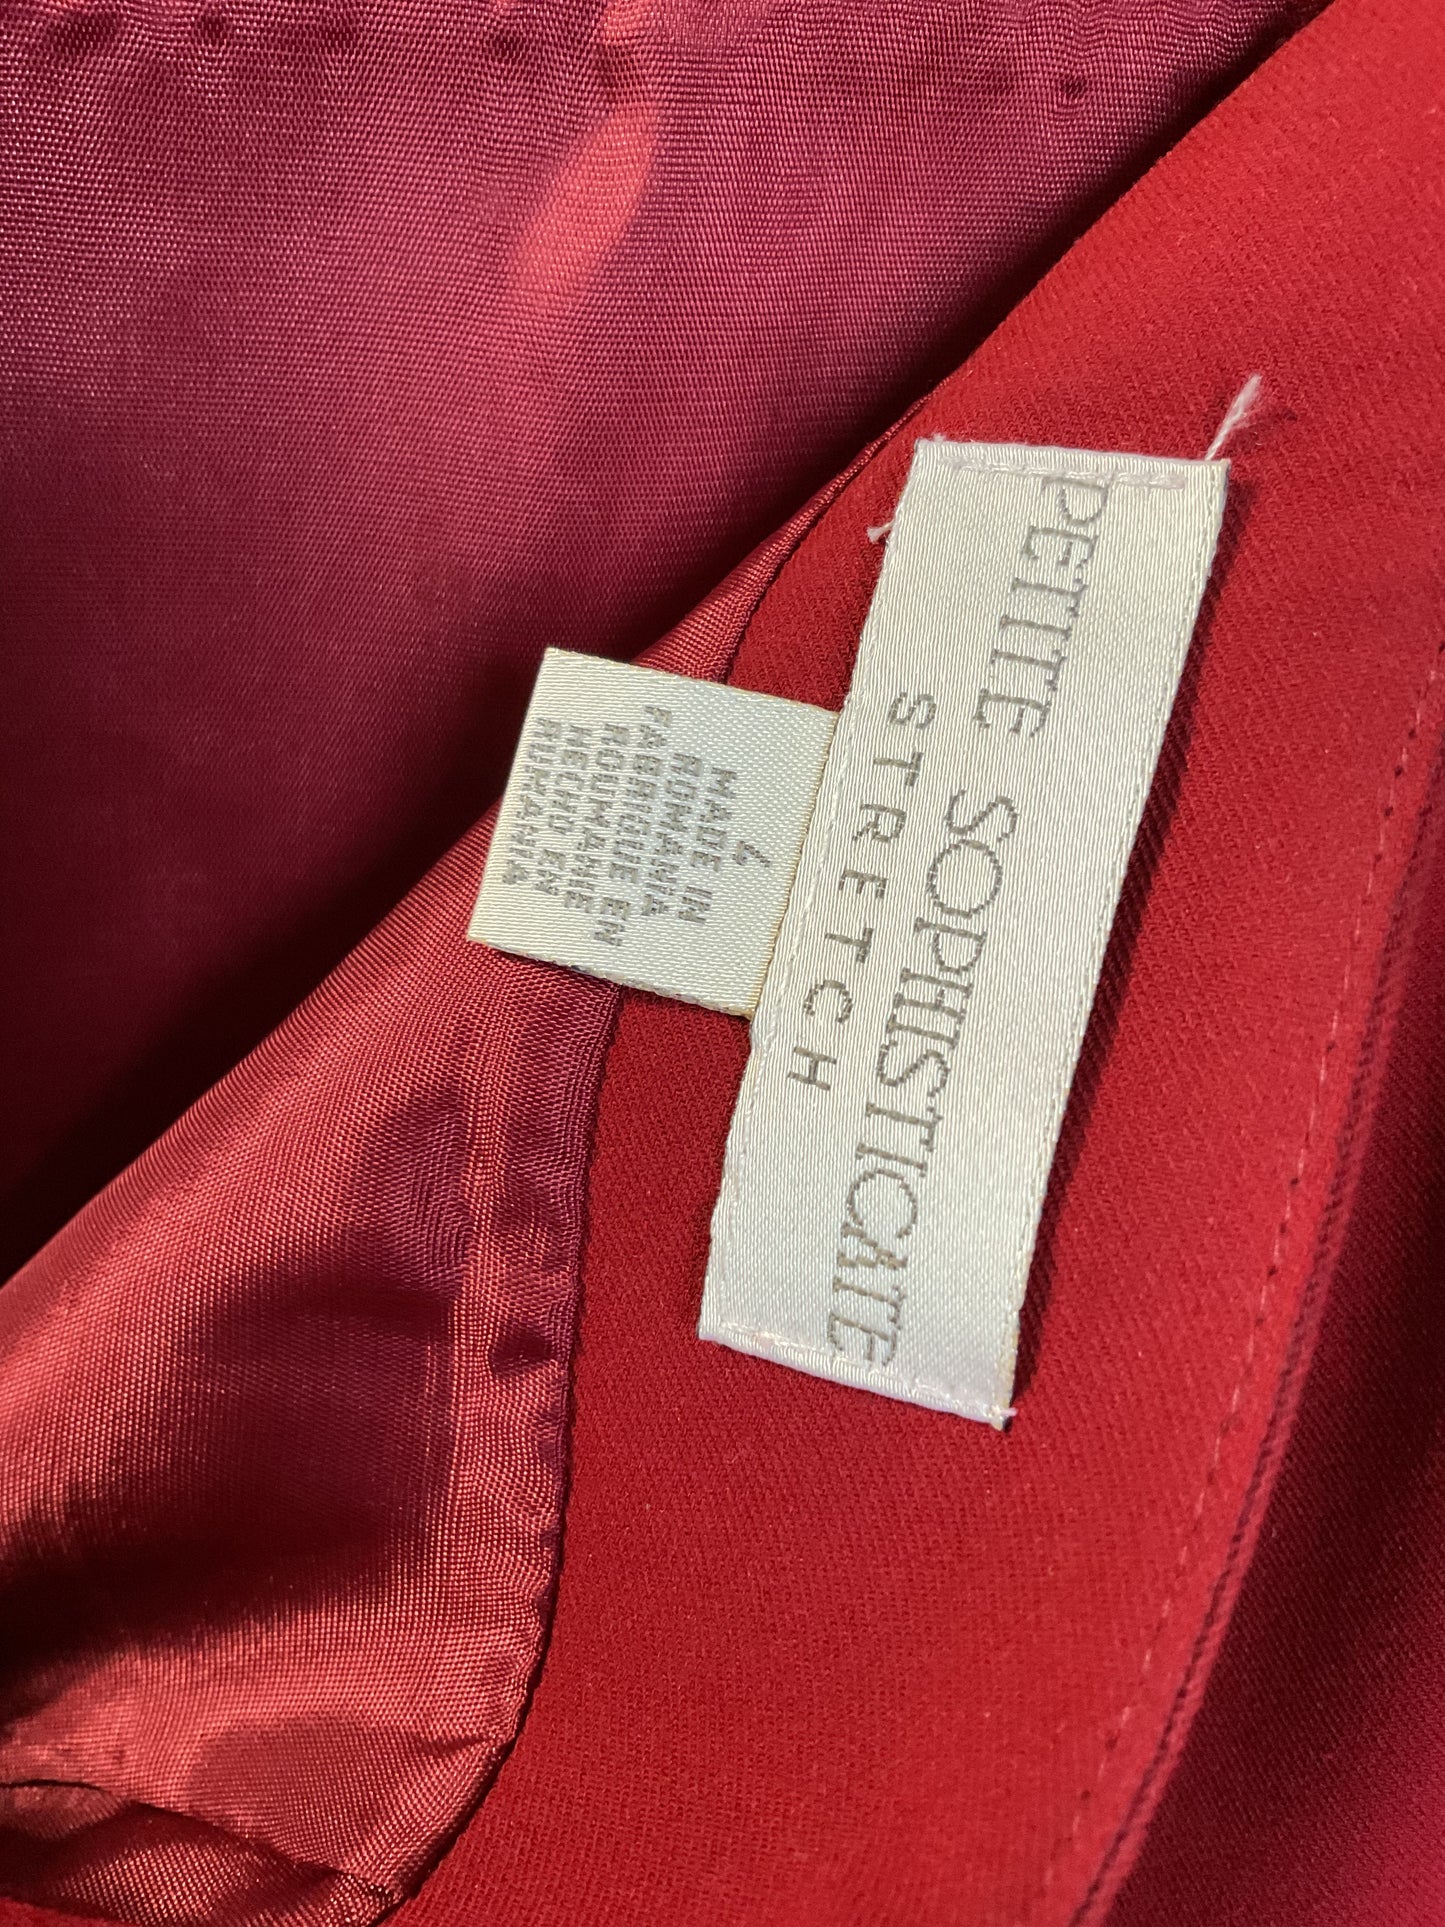 PETITE SOPHISTICATE
STRETCH
4
MADE IN
ROMANIA
FABRIQUE EN
ROUMANIE
HECHO EN
RUMANIA